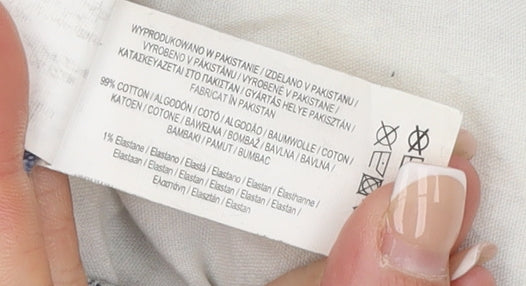 WYPRODUKOWANO W PAKISTANIE / IZDELANO V PAKISTANU /
VYROBENO V PÁKISTÁNU / VYROBENÉ V PAKISTANE /
ΚΑΤΑΣΚΕΥΑΖΕΤΑΙ ΣΤΟ ΠΑΚΙΣΤΑΝ / GYÁRTÁS HELYE PAKISZTÁN /
FABRICAT ÎN PAKISTAN
99% COTTON / ALGODÓN / COTÓ / ALGODÃO / BAUMWOLLE / COTON /
KATOEN / COTONE / BAWEŁNA / BOMBAŽ / BAVLNA / BAVLNA /
ΒΑΜΒΑΚΙ / PAMUT / BUMBAC
1% Elastane / Elastano / Elastà / Elastano / Elastan / Elasthanne /
Elastaan / Elastan / Elastan / Elastan / Elastan / Elastan /
Ελαστάνη / Elasztán / Elastan